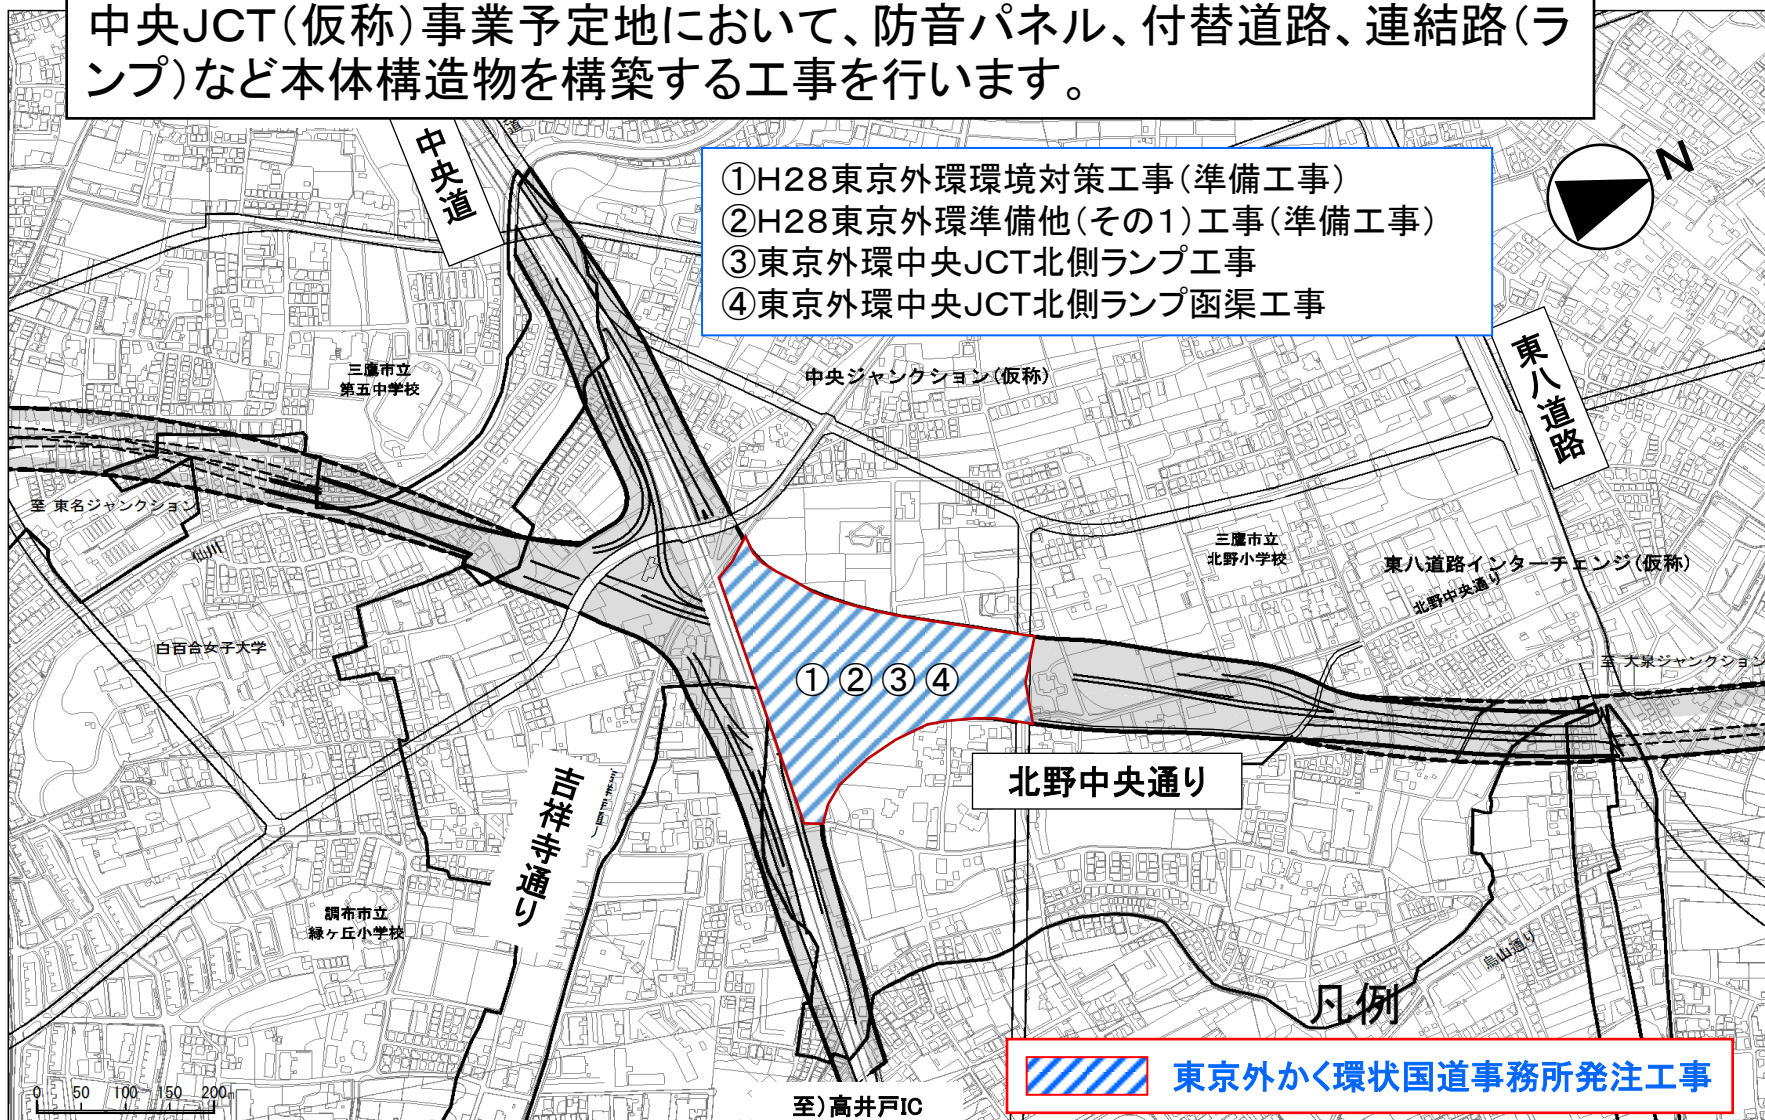 中央JCT(仮称)事業予定地において、防音パネル、付替道路、連結路(ラ
ンプ)など本体構造物を構築する工事を行います。
中央道
①H28東京外環環境対策工事(準備工事)
②H28東京外環準備他(その1)工事(準備工事)
③東京外環中央JCT北側ランプ工事
④東京外環中央JCT北側ランプ函渠工事
N
東八道路
三鷹市立
第五中学校
中央ジャンクション(仮称)
至 東名ジャンクション
仙川
三鷹市立
北野小学校
東八道路インターチェンジ(仮称)
北野中央通り
白百合女子大学
至 大泉ジャンクション
① ② ③ ④
北野中央通り
吉祥寺通り
調布市立
緑ヶ丘小学校
烏山通り
凡例
東京外かく環状国道事務所発注工事
0 50 100 150 200m
至)高井戸IC